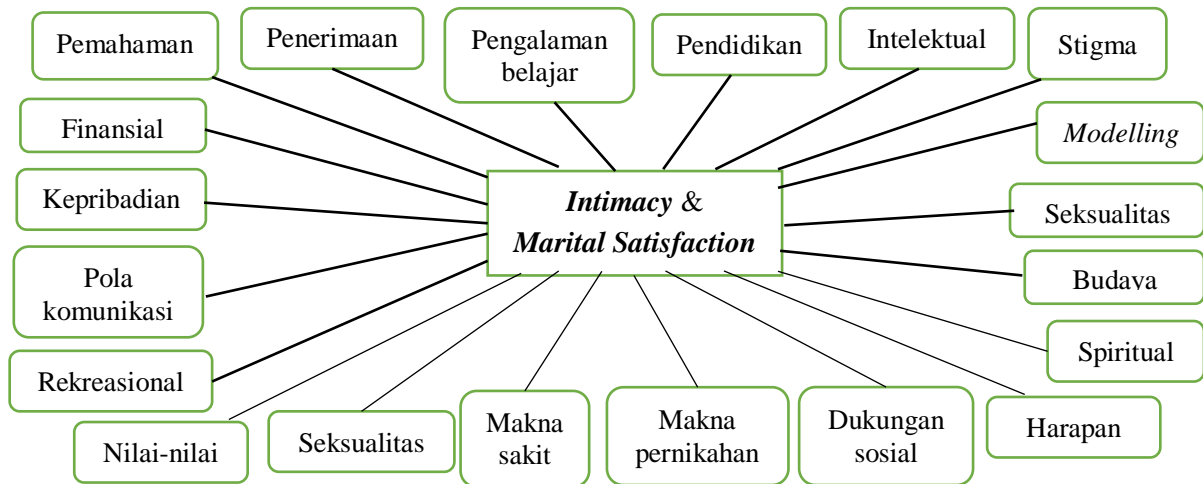 Pemahaman
Penerimaan
Pengalaman
belajar
Pendidikan
Intelektual
Stigma
Finansial
Modelling
Kepribadian
Intimacy &
Marital Satisfaction
Seksualitas
Pola
komunikasi
Budava
Spiritual
Rekreasional
Nilai-nilai
Seksualitas
Makna
sakit
Makna
pernikahan
Dukungan
sosial
Harapan